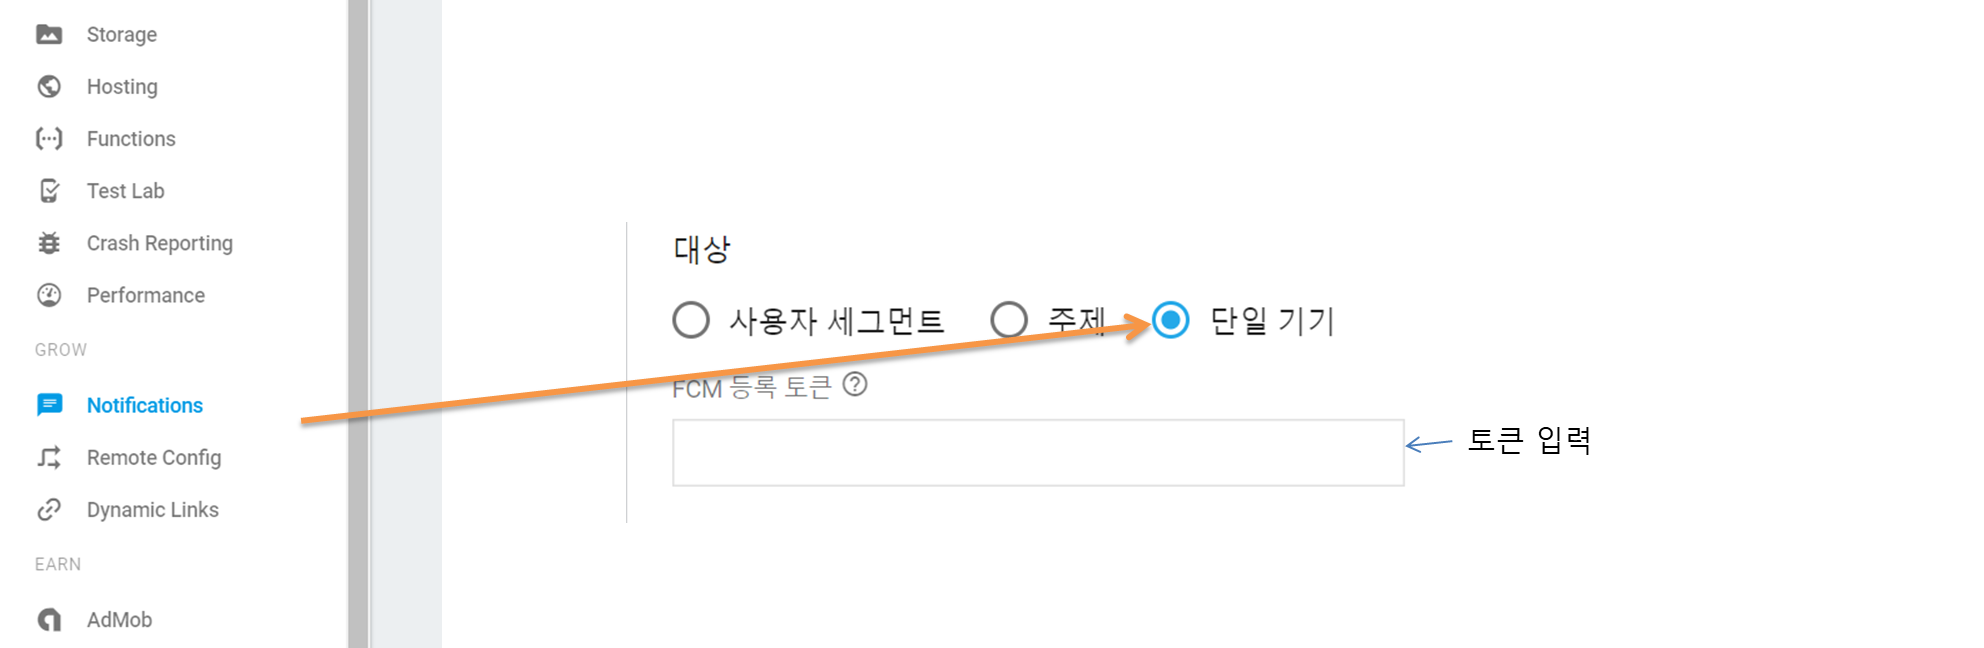 Storage
Hosting
Functions
Test Lab
Crash Reporting
Performance
GROW
Notifications
Remote Config
Dynamic Links
EARN
AdMob
대상
사용자 세그먼트 주제 단일 기기
FCM 등록 토큰
토큰 입력